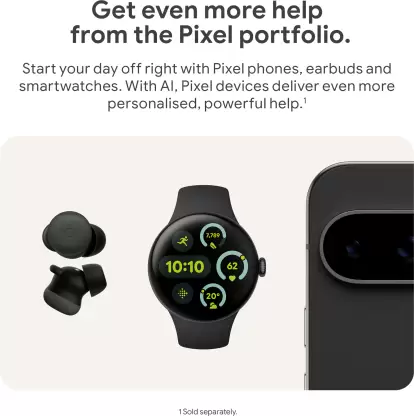 Get even more help
from the Pixel portfolio.
Start your day off right with Pixel phones, earbuds and
smartwatches. With AI, Pixel devices deliver even more
personalised, powerful help.¹
7,789
10:10
62
20°
1 Sold separately.